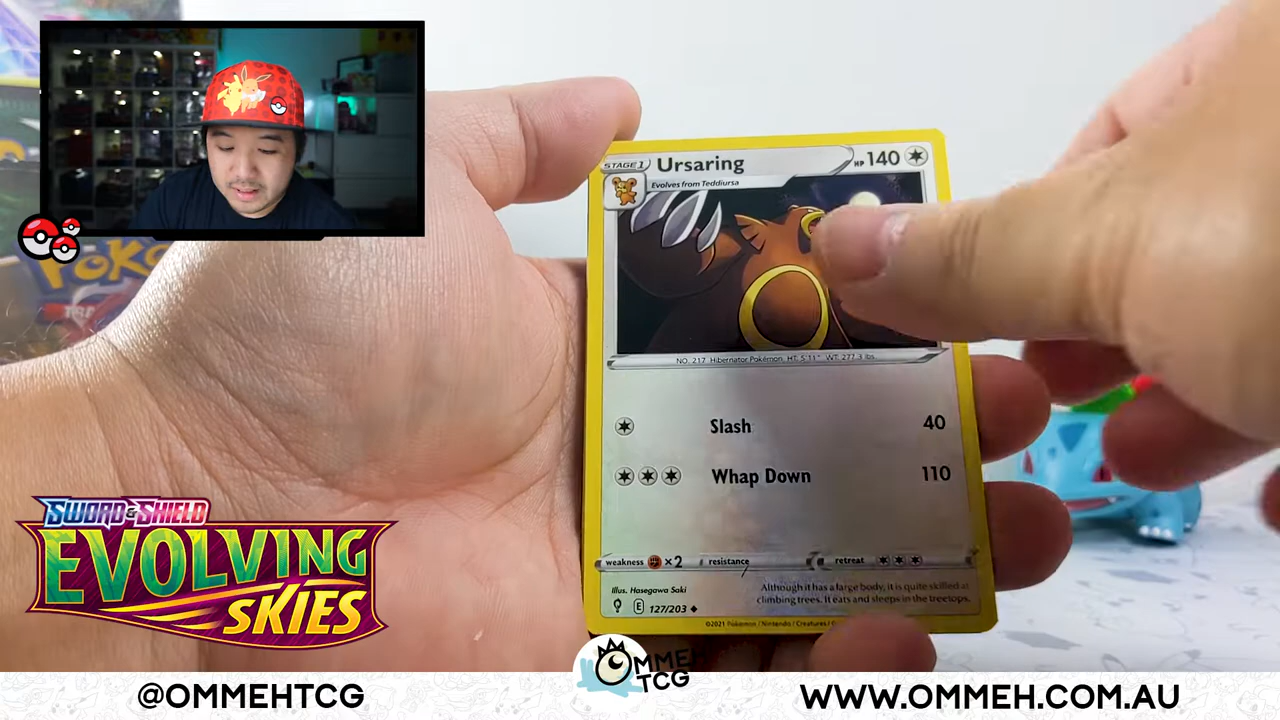 STAGE 1 Ursaring HP 140
Evolves from Teddiursa
NO. 217 Hibernator Pokémon. HT: 5'11" WT: 277.3 lbs.
Slash 40
Whap Down 110
weakness ×2 resistance retreat
Illus. Hasegawa Saki
Although it has a large body, it is quite skilled at
climbing trees. It eats and sleeps in the treetops.
E 127/203
©2021 Pokémon / Nintendo / Creatures /
SWORD & SHIELD
EVOLVING
SKIES
OMMEH
TCG
@OMMEHTCG
WWW.OMMEH.COM.AU